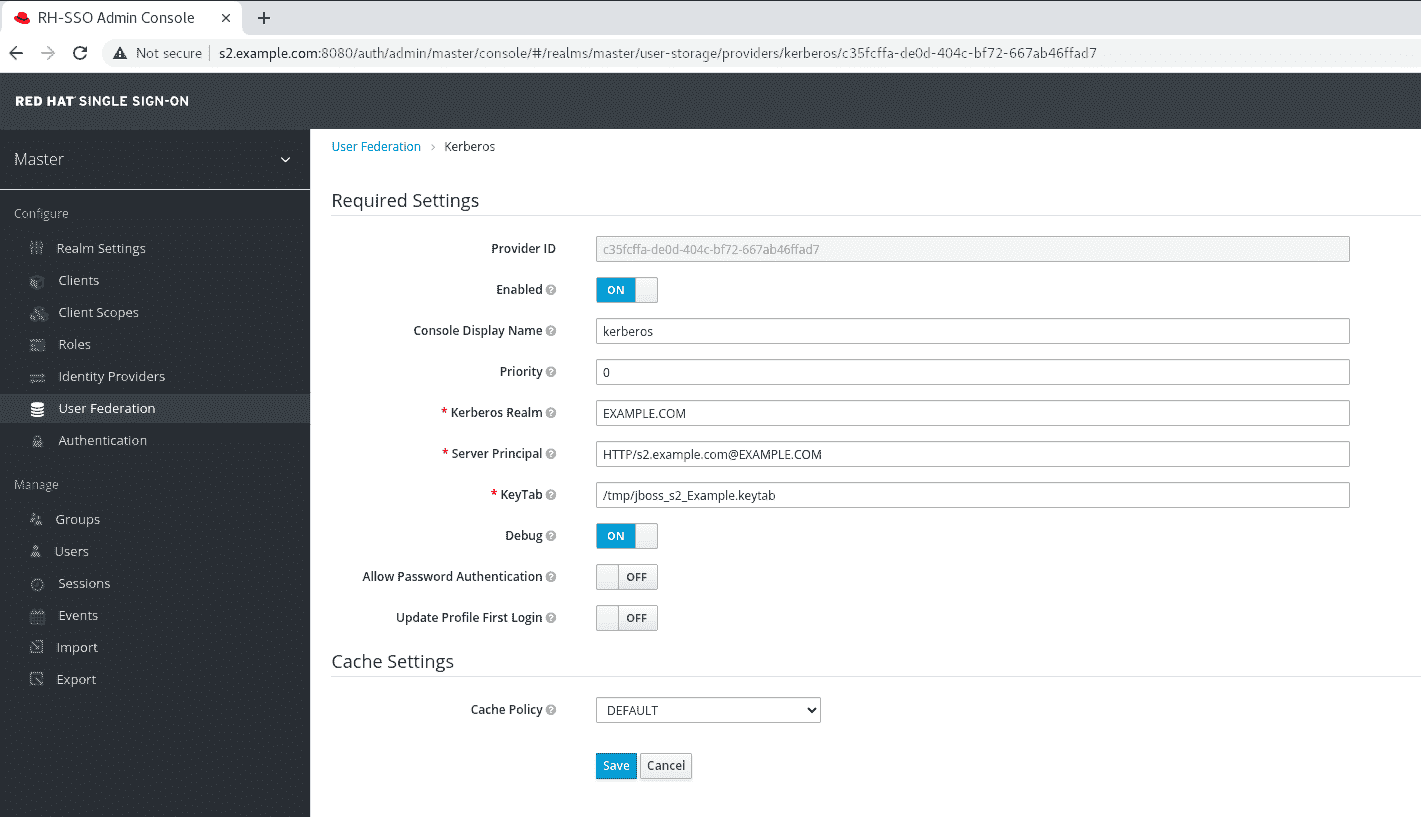 RH-SSO Admin Console
Not secure s2.example.com:8080/auth/admin/master/console/#/realms/master/user-storage/providers/kerberos/c35fcffa-de0d-404c-bf72-667ab46ffad7
RED HAT SINGLE SIGN-ON
Master
Configure
Realm Settings
Clients
Client Scopes
Roles
Identity Providers
User Federation
Authentication
Manage
Groups
Users
Sessions
Events
Import
Export
User Federation > Kerberos
Required Settings
Provider ID c35fcffa-de0d-404c-bf72-667ab46ffad7
Enabled ON
Console Display Name kerberos
Priority 0
* Kerberos Realm EXAMPLE.COM
* Server Principal HTTP/s2.example.com@EXAMPLE.COM
* KeyTab /tmp/jboss_s2_Example.keytab
Debug ON
Allow Password Authentication OFF
Update Profile First Login OFF
Cache Settings
Cache Policy DEFAULT
Save Cancel